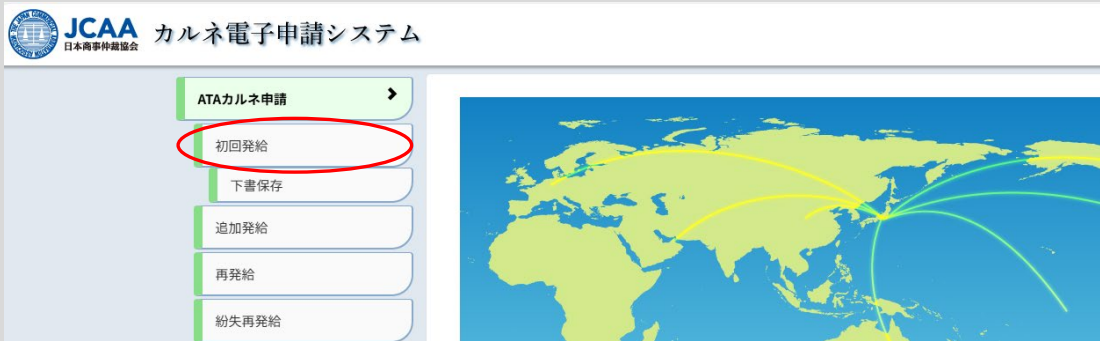 JCAA
日本商事仲裁協会
カルネ電子申請システム
ATAカルネ申請
初回発給
下書保存
追加発給
再発給
紛失再発給